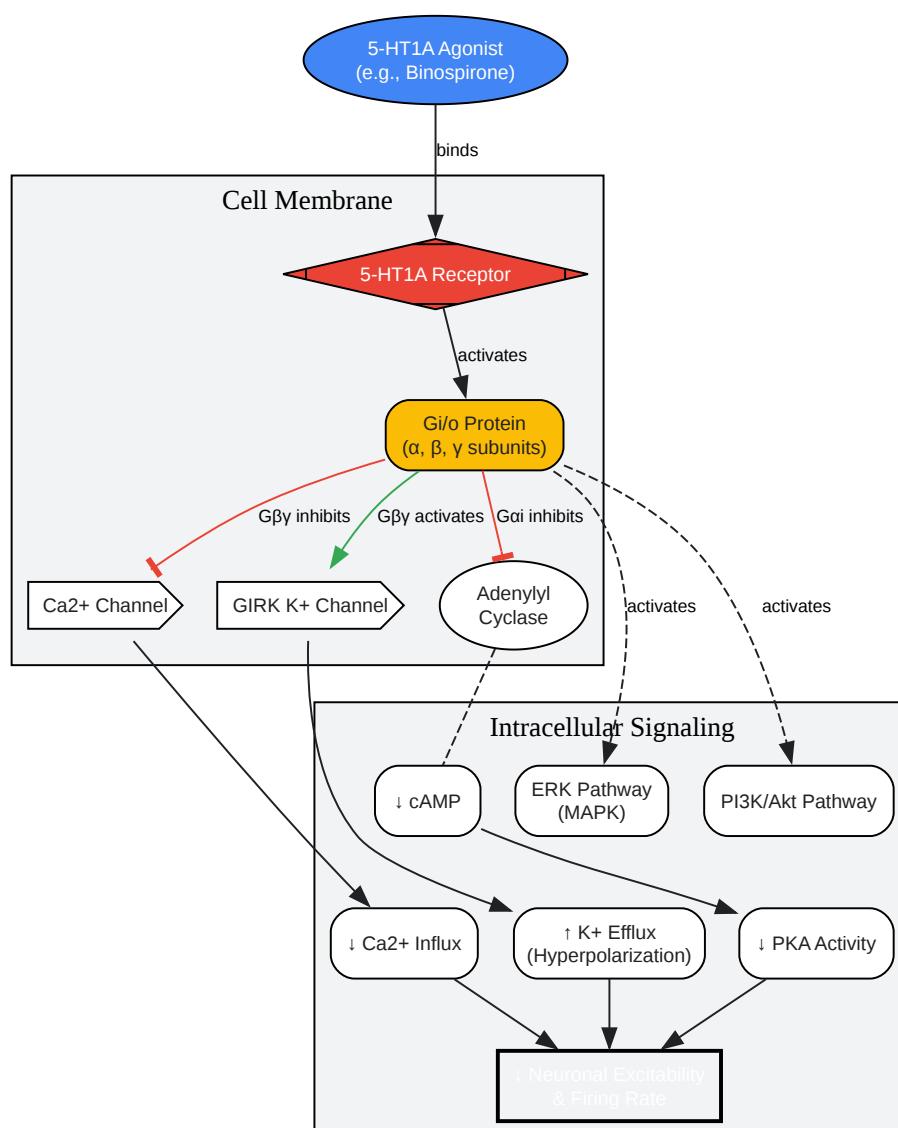 5-HT1A Agonist
(e.g., Binospirone)
binds
Cell Membrane
5-HT1A Receptor
activates
Gi/o Protein
(α, β, γ subunits)
Gβγ inhibits
Gβγ activates
Gαi inhibits
Ca2+ Channel
GIRK K+ Channel
Adenylyl
Cyclase
activates
activates
Intracellular Signaling
↓ cAMP
ERK Pathway
(MAPK)
PI3K/Akt Pathway
↓ Ca2+ Influx
↑ K+ Efflux
(Hyperpolarization)
↓ PKA Activity
↓ Neuronal Excitability
& Firing Rate